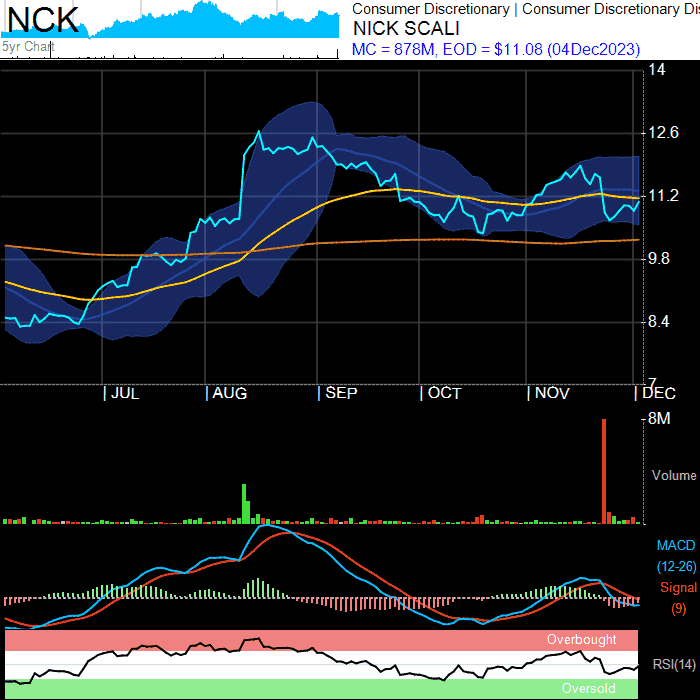 NCK
5yr Chart
Consumer Discretionary | Consumer Discretionary Dis
NICK SCALI
MC = 878M, EOD = $11.08 (04Dec2023)
14
12.6
11.2
9.8
8.4
7
JUL
AUG
SEP
OCT
NOV
DEC
8M
Volume
MACD
(12-26)
Signal
(9)
Overbought
RSI(14)
Oversold